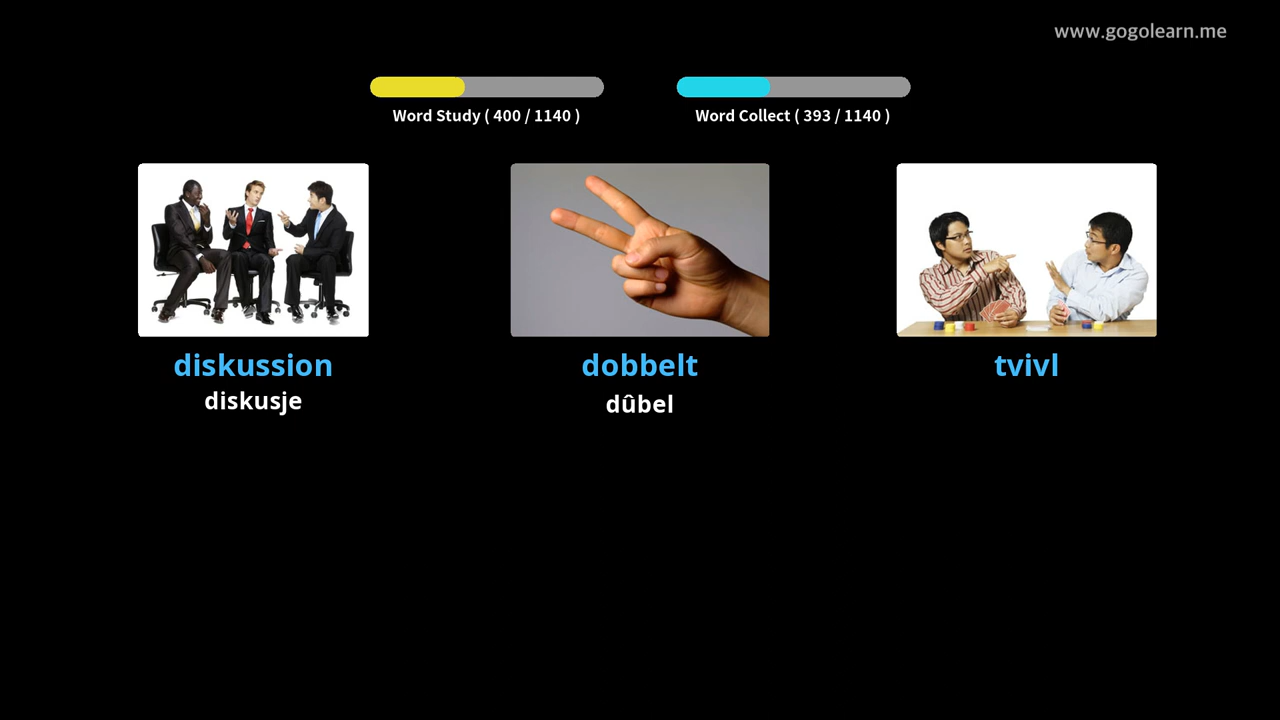 www.gogolearn.me
Word Study ( 400 / 1140 )
Word Collect ( 393 / 1140 )
diskussion
diskusje
dobbelt
dûbel
tvivl